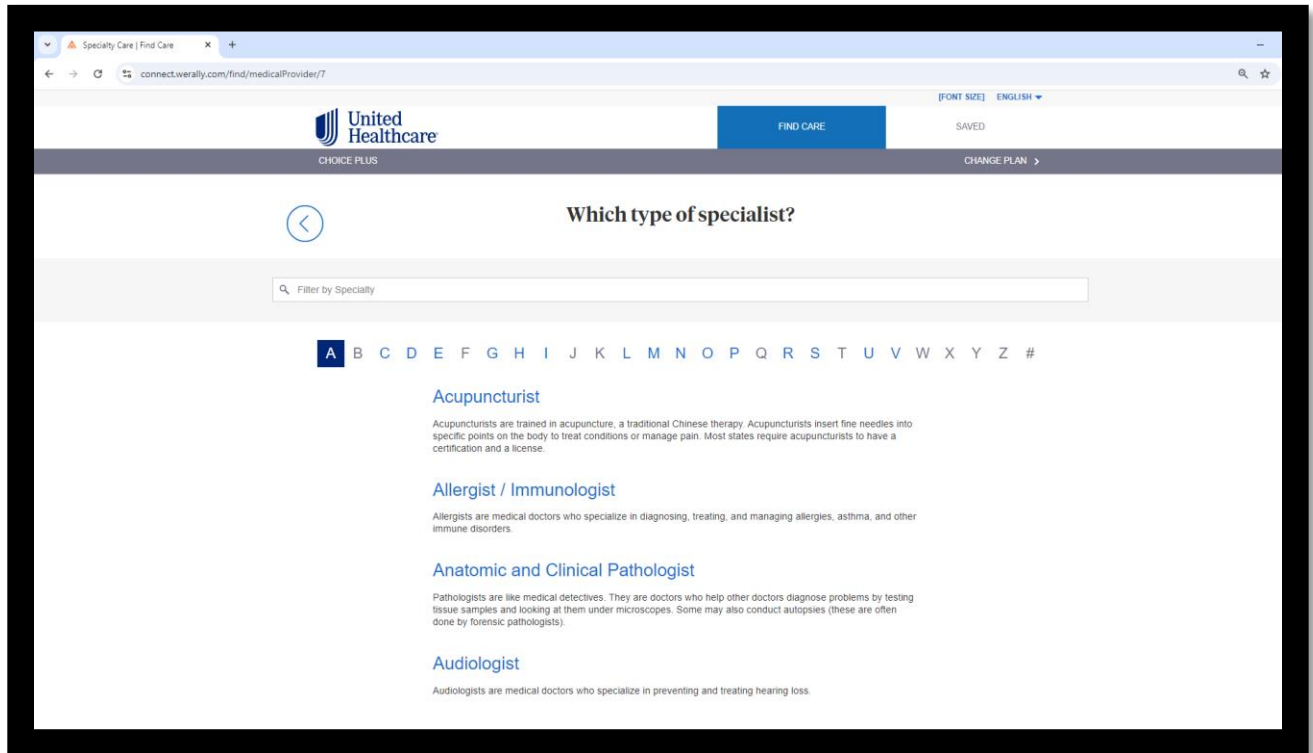 Specialty Care | Find Care
connect.werally.com/find/medicalProvider/7
[FONT SIZE] ENGLISH
United
Healthcare
FIND CARE
SAVED
CHOICE PLUS
CHANGE PLAN
Which type of specialist?
Filter by Specialty
A B C D E F G H I J K L M N O P Q R S T U V W X Y Z #
Acupuncturist
Acupuncturists are trained in acupuncture, a traditional Chinese therapy. Acupuncturists insert fine needles into
specific points on the body to treat conditions or manage pain. Most states require acupuncturists to have a
certification and a license.
Allergist / Immunologist
Allergists are medical doctors who specialize in diagnosing, treating, and managing allergies, asthma, and other
immune disorders.
Anatomic and Clinical Pathologist
Pathologists are like medical detectives. They are doctors who help other doctors diagnose problems by testing
tissue samples and looking at them under microscopes. Some may also conduct autopsies (these are often
done by forensic pathologists).
Audiologist
Audiologists are medical doctors who specialize in preventing and treating hearing loss.